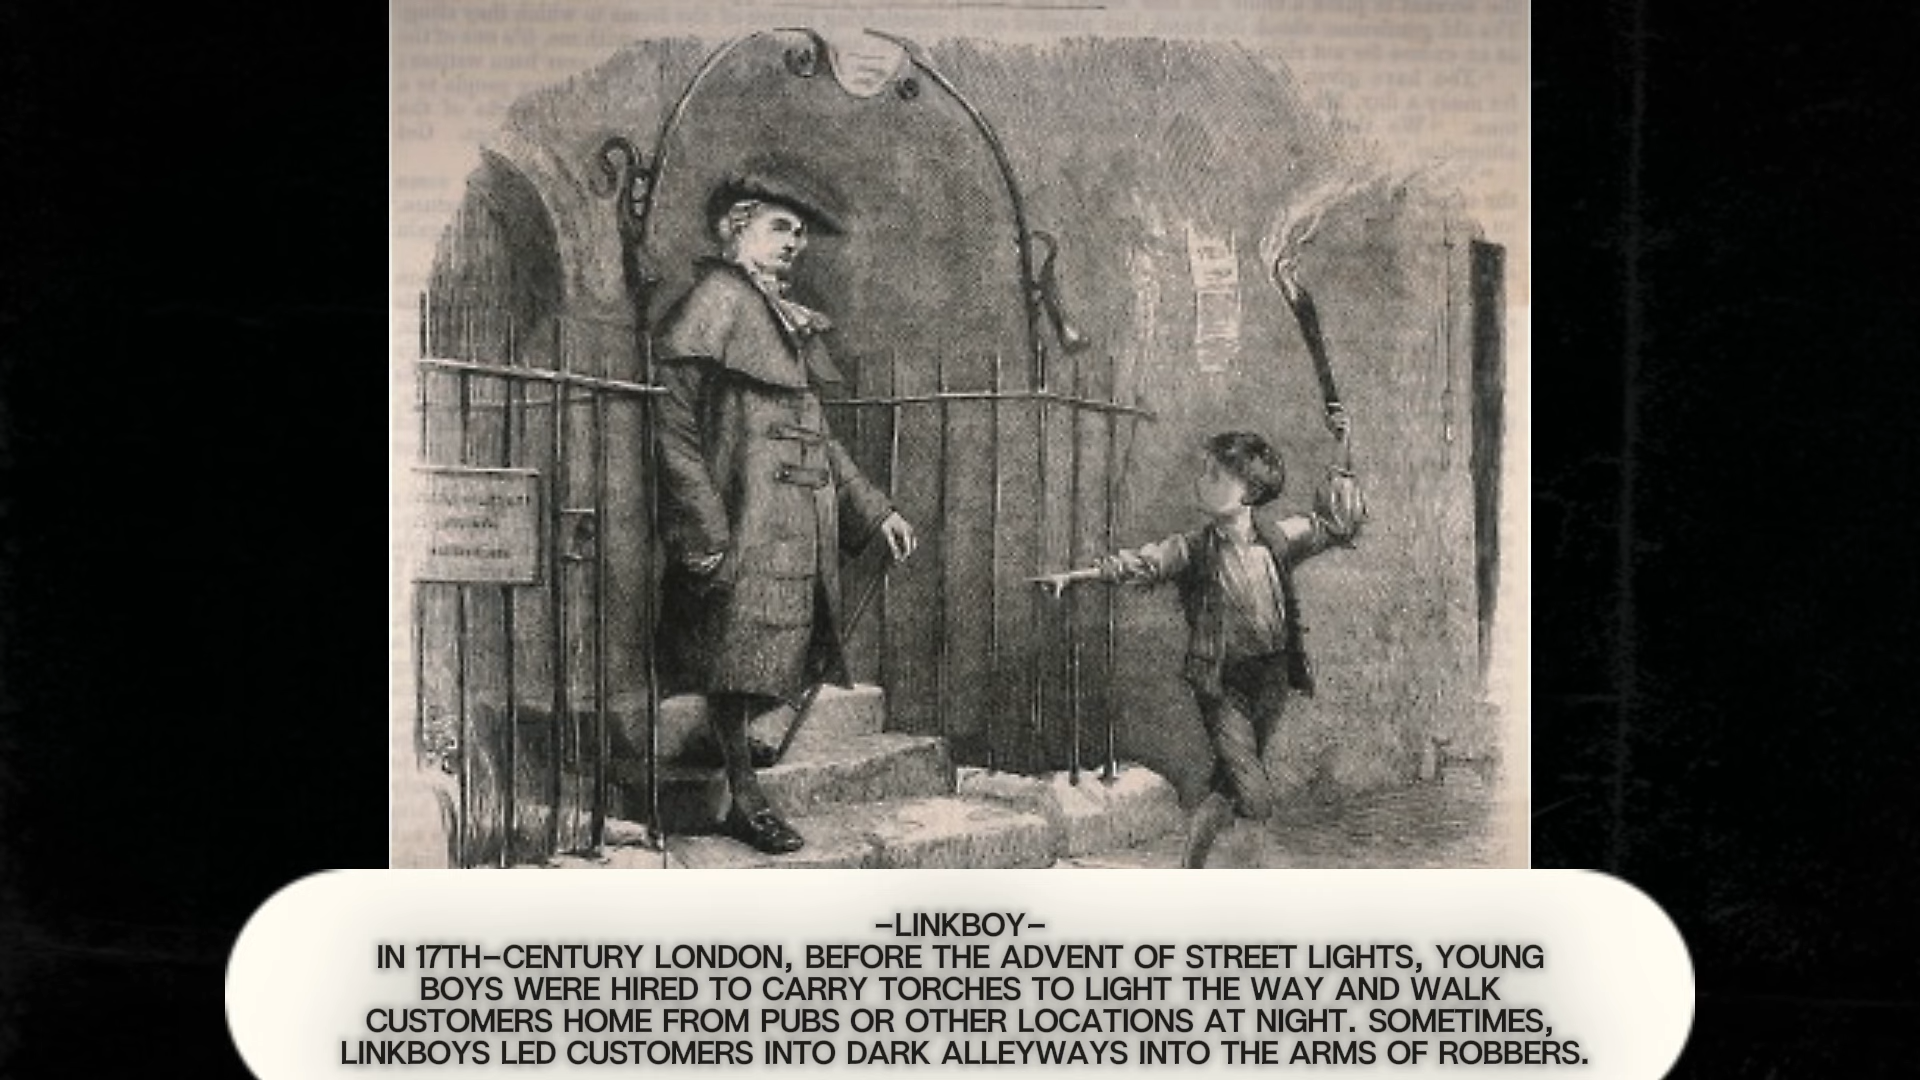 -LINKBOY-
IN 17TH-CENTURY LONDON, BEFORE THE ADVENT OF STREET LIGHTS, YOUNG
BOYS WERE HIRED TO CARRY TORCHES TO LIGHT THE WAY AND WALK
CUSTOMERS HOME FROM PUBS OR OTHER LOCATIONS AT NIGHT. SOMETIMES,
LINKBOYS LED CUSTOMERS INTO DARK ALLEYWAYS INTO THE ARMS OF ROBBERS.